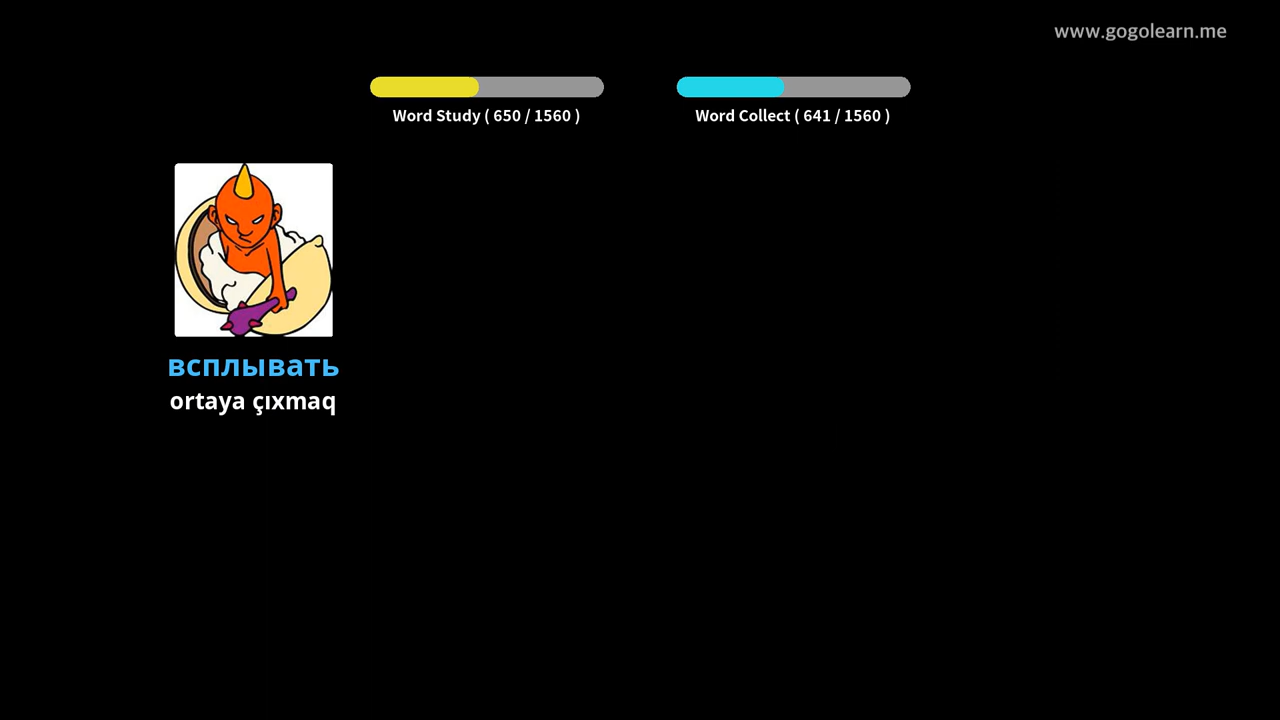 www.gogolearn.me
Word Study ( 650 / 1560 )
Word Collect ( 641 / 1560 )
всплывать
ortaya çıxmaq